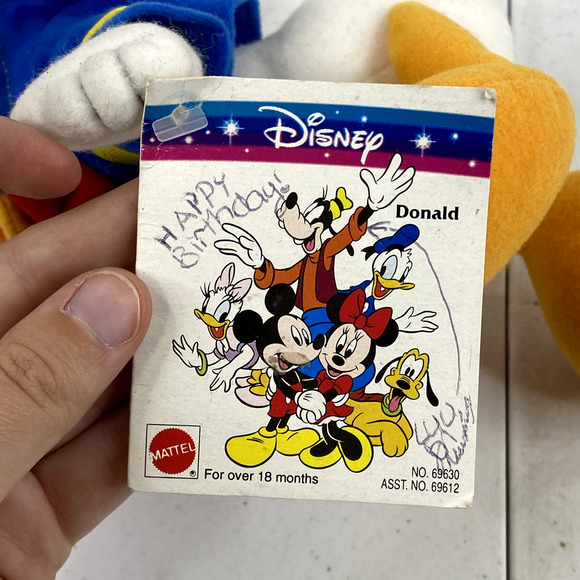 Disney
HAPPY
Birthday!
Donald
MATTEL
For over 18 months
NO. 69630
ASST. NO. 69612